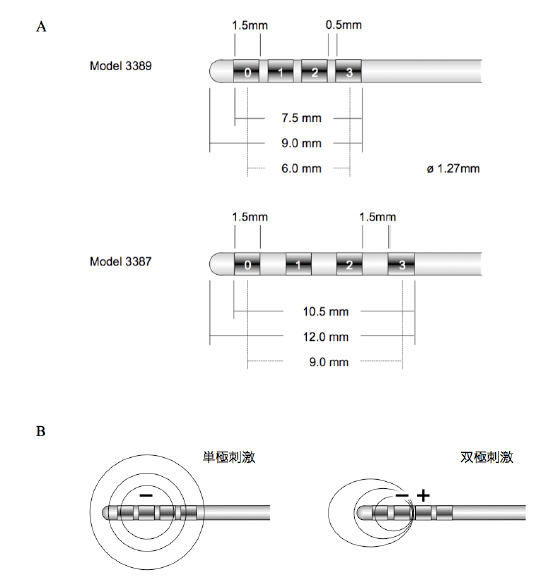 A
1.5mm 0.5mm
Model 3389
0 1 2 3
7.5 mm
9.0 mm
6.0 mm ø 1.27mm
1.5mm 1.5mm
Model 3387
0 1 2 3
10.5 mm
12.0 mm
9.0 mm
B
単極刺激 双極刺激
− − +